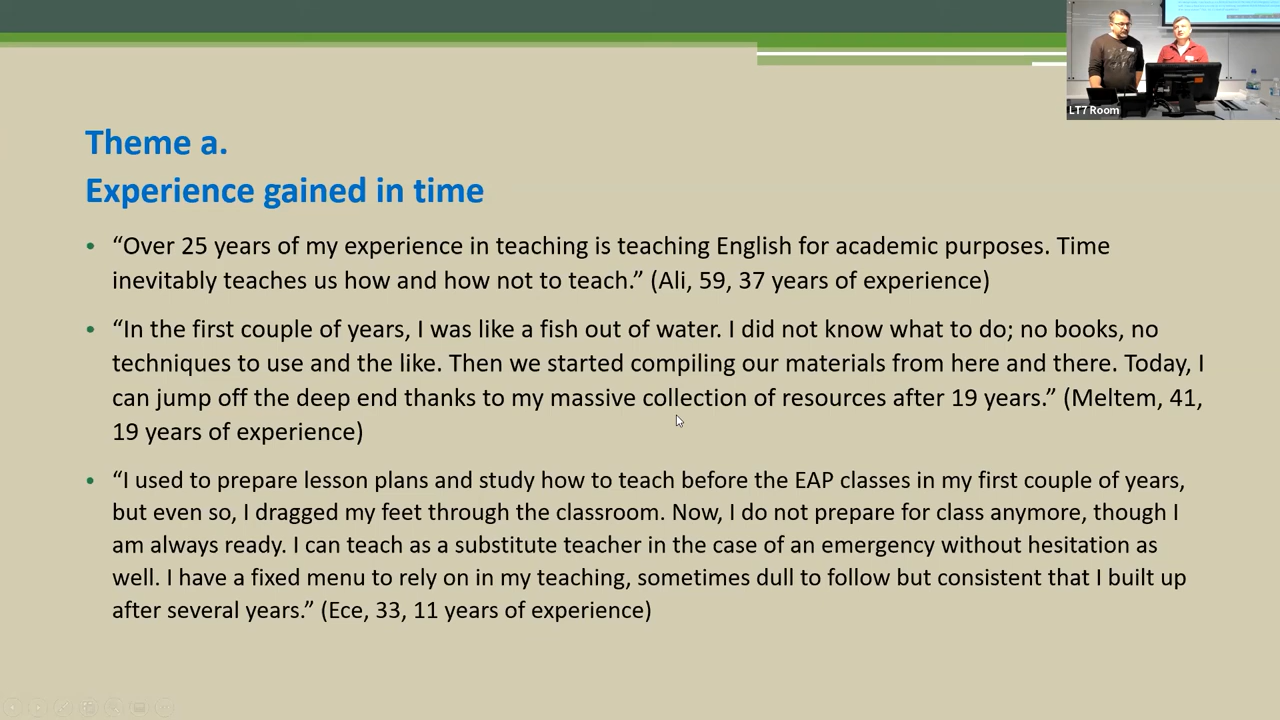 LT7 Room
Theme a.
Experience gained in time
• “Over 25 years of my experience in teaching is teaching English for academic purposes. Time
inevitably teaches us how and how not to teach.” (Ali, 59, 37 years of experience)
• “In the first couple of years, I was like a fish out of water. I did not know what to do; no books, no
techniques to use and the like. Then we started compiling our materials from here and there. Today, I
can jump off the deep end thanks to my massive collection of resources after 19 years.” (Meltem, 41,
19 years of experience)
• “I used to prepare lesson plans and study how to teach before the EAP classes in my first couple of years,
but even so, I dragged my feet through the classroom. Now, I do not prepare for class anymore, though I
am always ready. I can teach as a substitute teacher in the case of an emergency without hesitation as
well. I have a fixed menu to rely on in my teaching, sometimes dull to follow but consistent that I built up
after several years.” (Ece, 33, 11 years of experience)